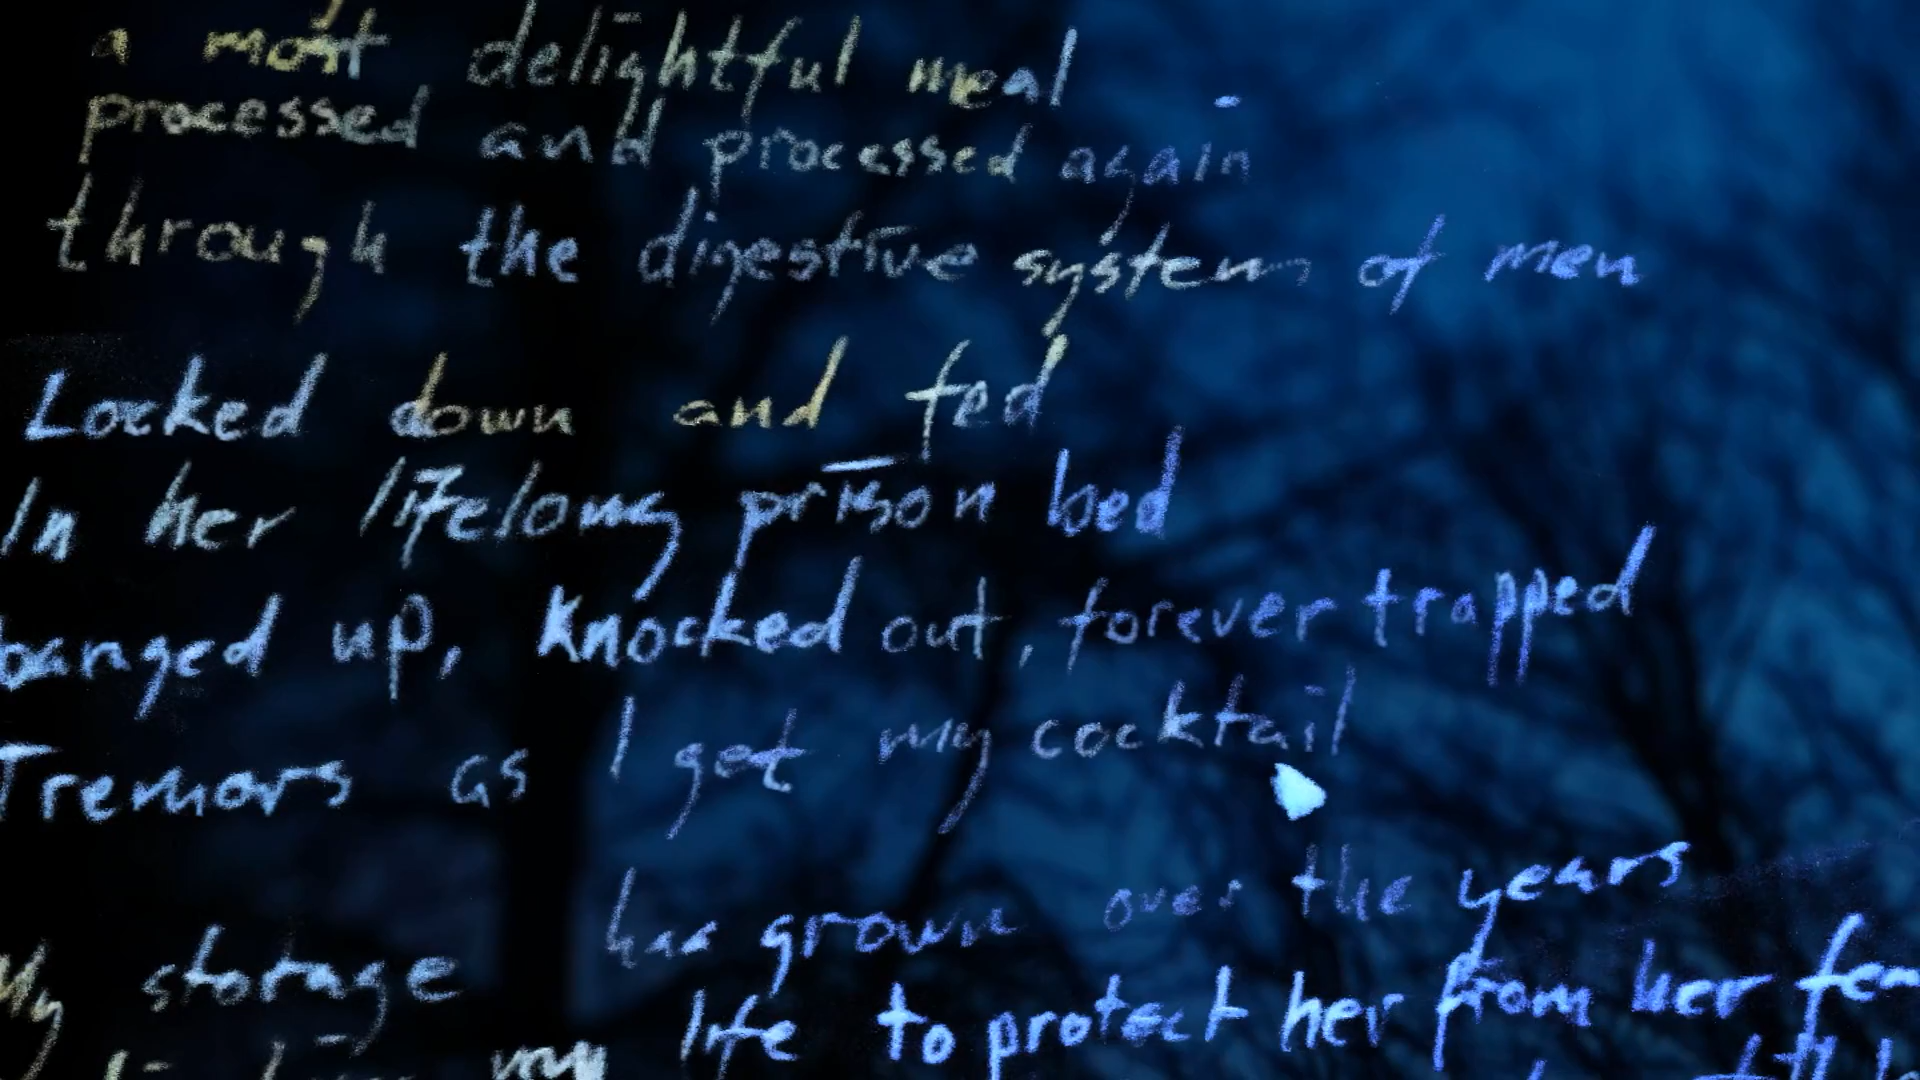 a most delightful meal
processed and processed again
through the digestive system of men
Locked down and fed
In her lifelong prison bed
banged up, knocked out, forever trapped
Tremors as I get my cocktail
My storage has grown over the years
my life to protect her from her